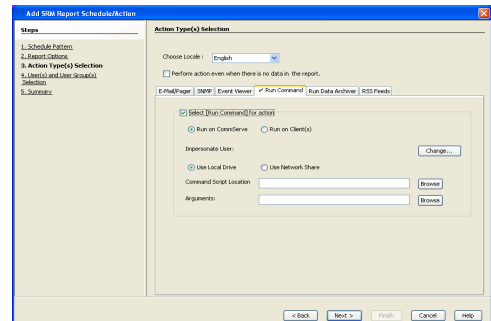 Add SRM Report Schedule/Action
Steps
1. Schedule Pattern
2. Report Options
3. Action Type(s) Selection
4. User(s) and User Group(s)
Selection
5. Summary
Action Type(s) Selection
Choose Locale : English
Perform action even when there is no data in the report.
E-Mail/Pager SNMP Event Viewer ✓ Run Command Run Data Archiver RSS Feeds
Select [Run Command] for action
Run on CommServe Run on Client(s)
Impersonate User: Change...
Use Local Drive Use Network Share
Command Script Location Browse
Arguments: Browse
< Back Next > Finish Cancel Help